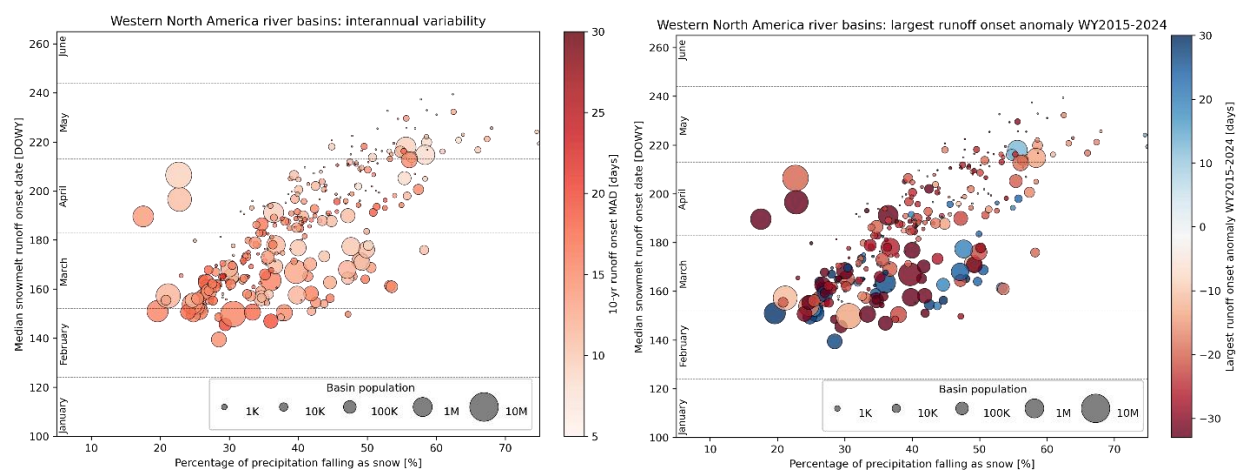 Western North America river basins: interannual variability
260
240
220
200
180
160
140
120
100
Median snowmelt runoff onset date [DOWY]
June
May
April
March
February
January
Basin population
1K
10K
100K
1M
10M
10
20
30
40
50
60
70
Percentage of precipitation falling as snow [%]
30
25
20
15
10
5
10-yr runoff onset MAD [days]
Western North America river basins: largest runoff onset anomaly WY2015-2024
260
240
220
200
180
160
140
120
100
Median snowmelt runoff onset date [DOWY]
June
May
April
March
February
January
Basin population
1K
10K
100K
1M
10M
10
20
30
40
50
60
70
Percentage of precipitation falling as snow [%]
30
20
10
0
−10
−20
−30
Largest runoff onset anomaly WY2015-2024 [days]